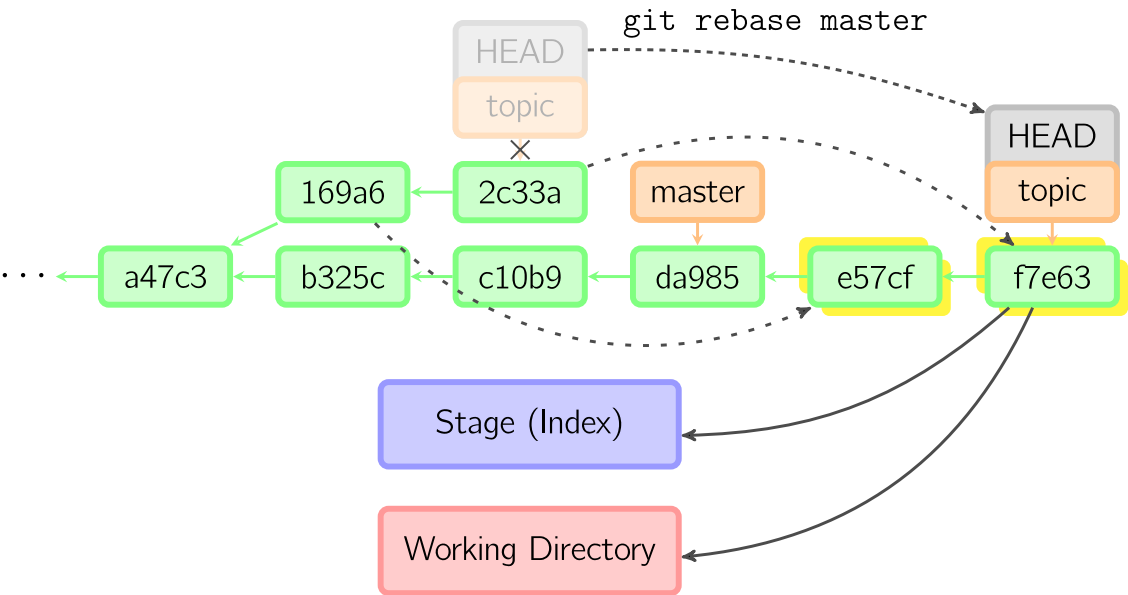 git rebase master
HEAD
topic
HEAD
topic
169a6
2c33a
master
... a47c3
b325c
c10b9
da985
e57cf
f7e63
Stage (Index)
Working Directory